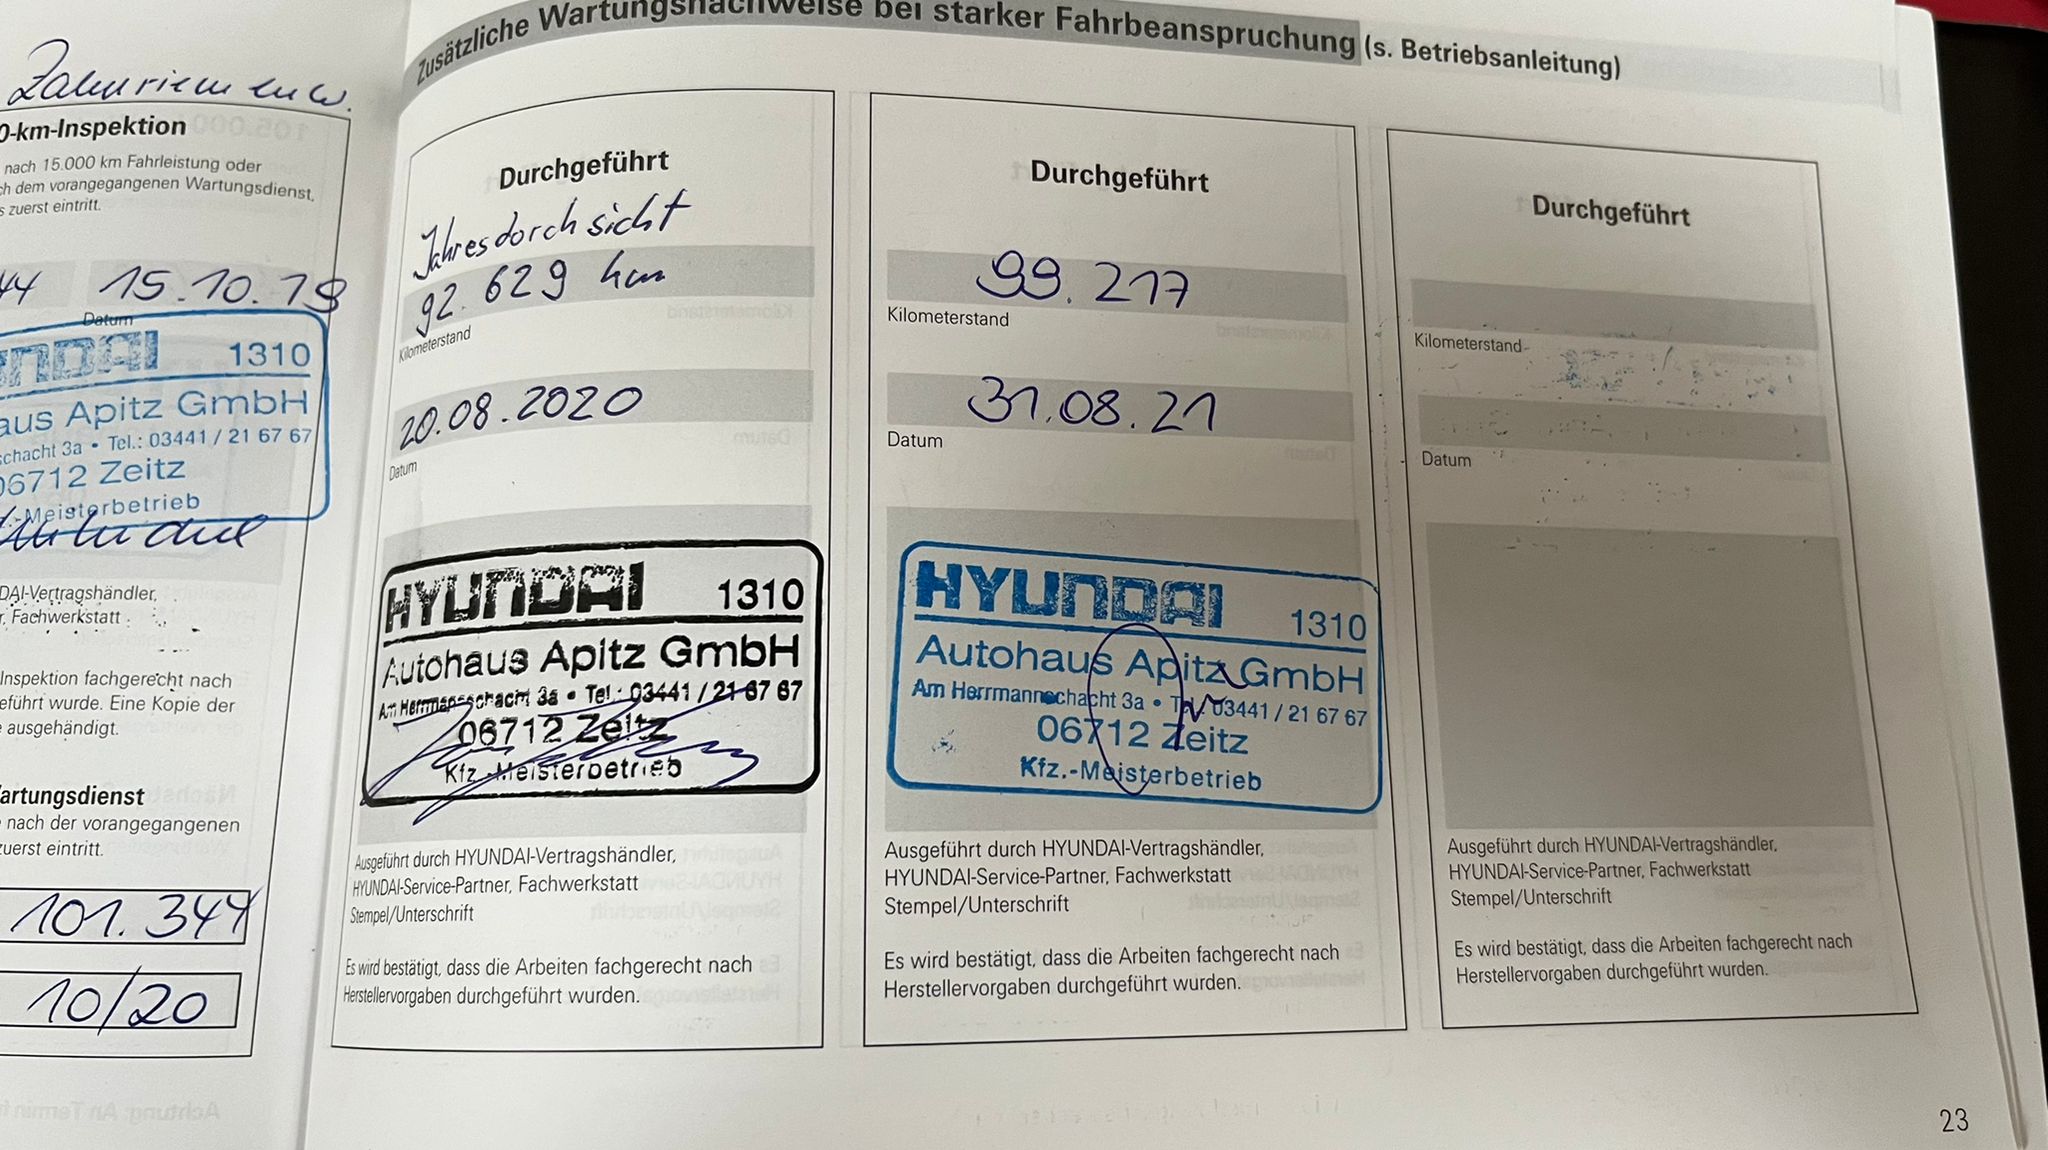 Zahnriemenw.
0-km-Inspektion
nach 15.000 km Fahrleistung oder
ch dem vorangegangenen Wartungsdienst,
s zuerst eintritt.
44 15.10.19
Datum
HYUNDAI 1310
aus Apitz GmbH
schacht 3a • Tel.: 03441 / 21 67 67
06712 Zeitz
z.-Meisterbetrieb
DAI-Vertragshändler,
r, Fachwerkstatt
Inspektion fachgerecht nach
eführt wurde. Eine Kopie der
e ausgehändigt.
artungsdienst
e nach der vorangegangenen
zuerst eintritt.
101.344
10/20
Zusätzliche Wartungsnachweise bei starker Fahrbeanspruchung (s. Betriebsanleitung)
Durchgeführt
Jahresdorchsicht
92.629 km
Kilometerstand
20.08.2020
Datum
HYUNDAI 1310
Autohaus Apitz GmbH
Am Herrmannschacht 3a • Tel.: 03441 / 21 67 67
06712 Zeitz
Kfz.-Meisterbetrieb
Ausgeführt durch HYUNDAI-Vertragshändler,
HYUNDAI-Service-Partner, Fachwerkstatt
Stempel/Unterschrift
Es wird bestätigt, dass die Arbeiten fachgerecht nach
Herstellervorgaben durchgeführt wurden.
Durchgeführt
99.217
Kilometerstand
31.08.21
Datum
HYUNDAI 1310
Autohaus Apitz GmbH
Am Herrmannschacht 3a • Tel.: 03441 / 21 67 67
06712 Zeitz
Kfz.-Meisterbetrieb
Ausgeführt durch HYUNDAI-Vertragshändler,
HYUNDAI-Service-Partner, Fachwerkstatt
Stempel/Unterschrift
Es wird bestätigt, dass die Arbeiten fachgerecht nach
Herstellervorgaben durchgeführt wurden.
Durchgeführt
Kilometerstand
Datum
Ausgeführt durch HYUNDAI-Vertragshändler,
HYUNDAI-Service-Partner, Fachwerkstatt
Stempel/Unterschrift
Es wird bestätigt, dass die Arbeiten fachgerecht nach
Herstellervorgaben durchgeführt wurden.
23